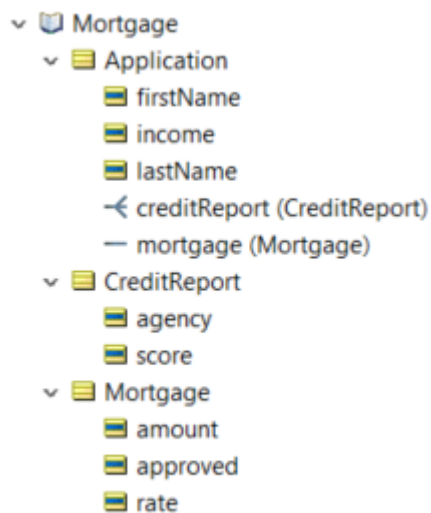 Mortgage
Application
firstName
income
lastName
creditReport (CreditReport)
mortgage (Mortgage)
CreditReport
agency
score
Mortgage
amount
approved
rate